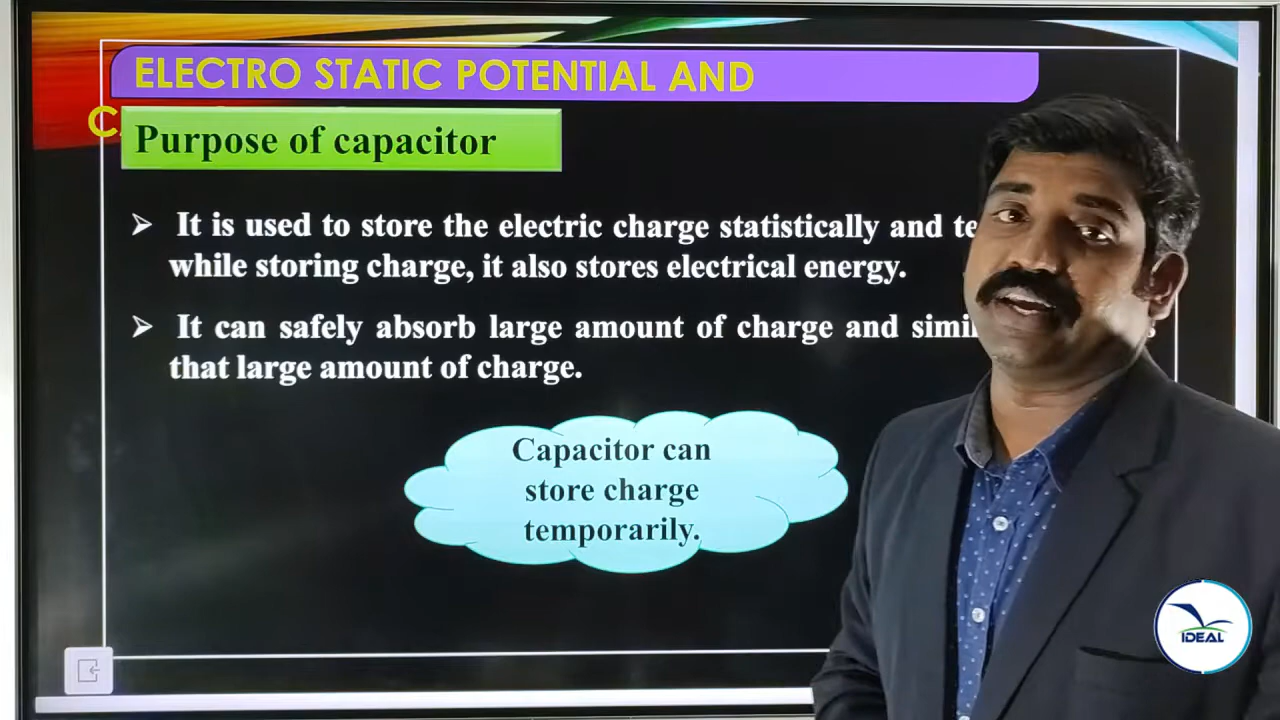 ELECTRO STATIC POTENTIAL AND
Purpose of capacitor
➢ It is used to store the electric charge statistically and
while storing charge, it also stores electrical energy.
➢ It can safely absorb large amount of charge and
that large amount of charge.
Capacitor can
store charge
temporarily.
IDEAL